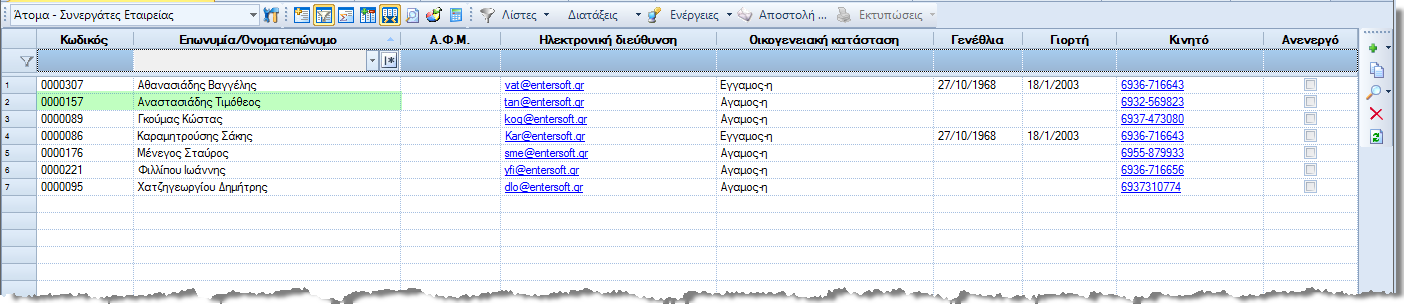 Άτομα - Συνεργάτες Εταιρείας Λίστες Διατάξεις Ενέργειες Αποστολή ... Εκτυπώσεις
Κωδικός Επωνυμία/Ονοματεπώνυμο Α.Φ.Μ. Ηλεκτρονική διεύθυνση Οικογενειακή κατάσταση Γενέθλια Γιορτή Κινητό Ανενεργό
1 0000307 Αθανασιάδης Βαγγέλης vat@entersoft.gr Εγγαμος-η 27/10/1968 18/1/2003 6936-716643
2 0000157 Αναστασιάδης Τιμόθεος tan@entersoft.gr Αγαμος-η 6932-569823
3 0000089 Γκούμας Κώστας kog@entersoft.gr Αγαμος-η 6937-473080
4 0000086 Καραμητρούσης Σάκης Kar@entersoft.gr Εγγαμος-η 27/10/1968 18/1/2003 6936-716643
5 0000176 Μένεγος Σταύρος sme@entersoft.gr Αγαμος-η 6955-879933
6 0000221 Φιλλίπου Ιωάννης yfi@entersoft.gr Αγαμος-η 6936-716656
7 0000095 Χατζηγεωργίου Δημήτρης dlo@entersoft.gr Αγαμος-η 6937310774